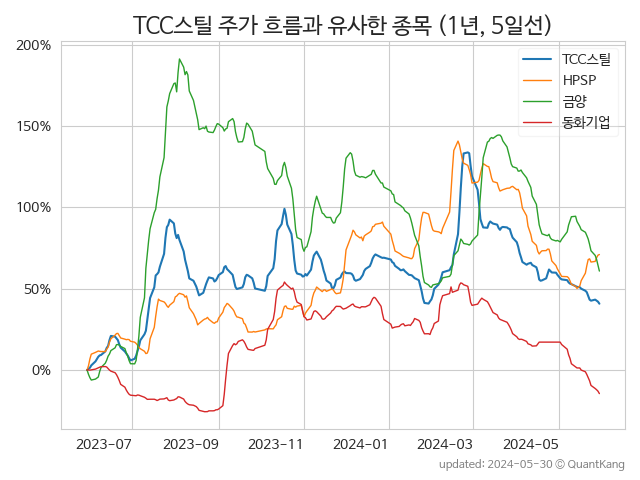 TCC스틸 주가 흐름과 유사한 종목 (1년, 5일선)
200%
150%
100%
50%
0%
TCC스틸
HPSP
금양
동화기업
2023-07 2023-09 2023-11 2024-01 2024-03 2024-05
updated: 2024-05-30 © QuantKang